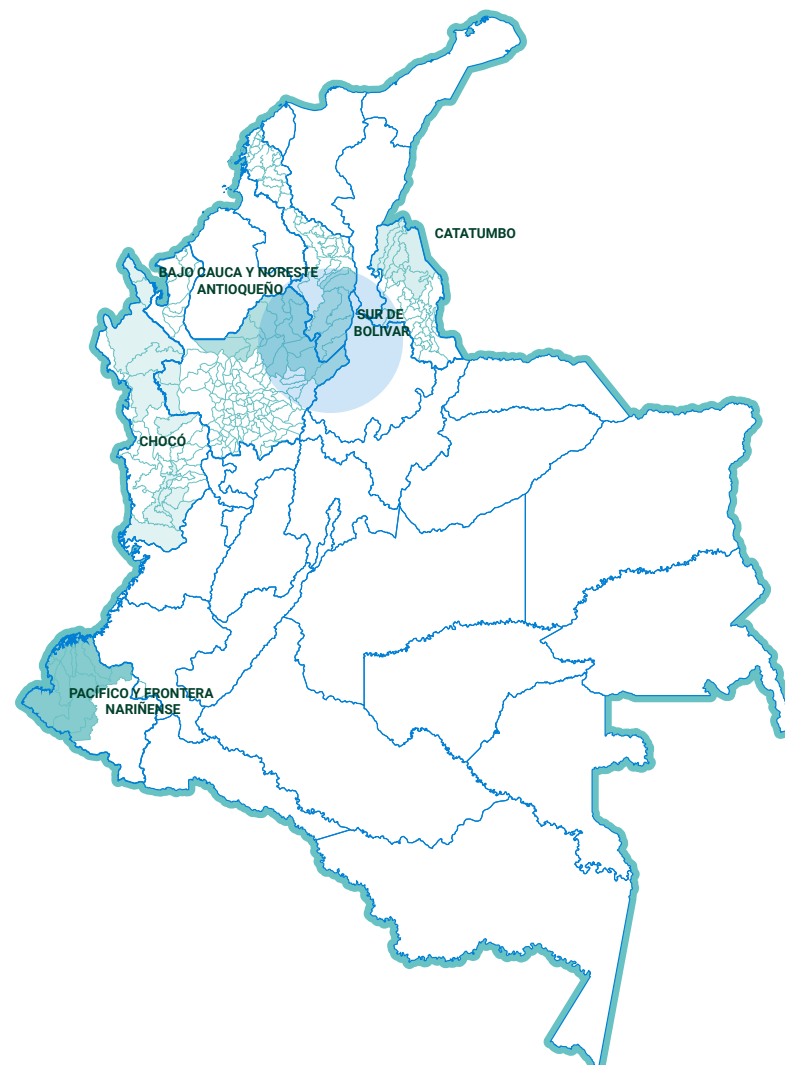 CATATUMBO
BAJO CAUCA Y NORESTE
ANTIOQUEÑO
SUR DE
BOLIVAR
CHOCÓ
PACÍFICO Y FRONTERA
NARIÑENSE